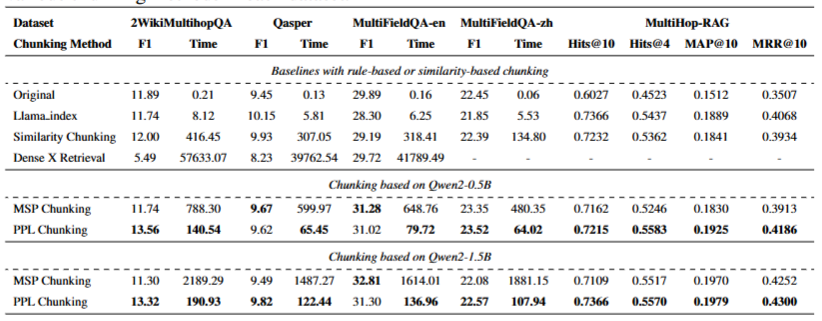 Dataset 2WikiMultihopQA Qasper MultiFieldQA-en MultiFieldQA-zh MultiHop-RAG
Chunking Method F1 Time F1 Time F1 Time F1 Time Hits@10 Hits@4 MAP@10 MRR@10
Baselines with rule-based or similarity-based chunking
Original 11.89 0.21 9.45 0.13 29.89 0.16 22.45 0.06 0.6027 0.4523 0.1512 0.3507
Llama_index 11.74 8.12 10.15 5.81 28.30 6.25 21.85 5.53 0.7366 0.5437 0.1889 0.4068
Similarity Chunking 12.00 416.45 9.93 307.05 29.19 318.41 22.39 134.80 0.7232 0.5362 0.1841 0.3934
Dense X Retrieval 5.49 57633.07 8.23 39762.54 29.72 41789.49 - - - - - -
Chunking based on Qwen2-0.5B
MSP Chunking 11.74 788.30 9.67 599.97 31.28 648.76 23.35 480.35 0.7162 0.5246 0.1830 0.3913
PPL Chunking 13.56 140.54 9.62 65.45 31.02 79.72 23.52 64.02 0.7215 0.5583 0.1925 0.4186
Chunking based on Qwen2-1.5B
MSP Chunking 11.30 2189.29 9.49 1487.27 32.81 1614.01 22.08 1881.15 0.7109 0.5517 0.1970 0.4252
PPL Chunking 13.32 190.93 9.82 122.44 31.30 136.96 22.57 107.94 0.7366 0.5570 0.1979 0.4300